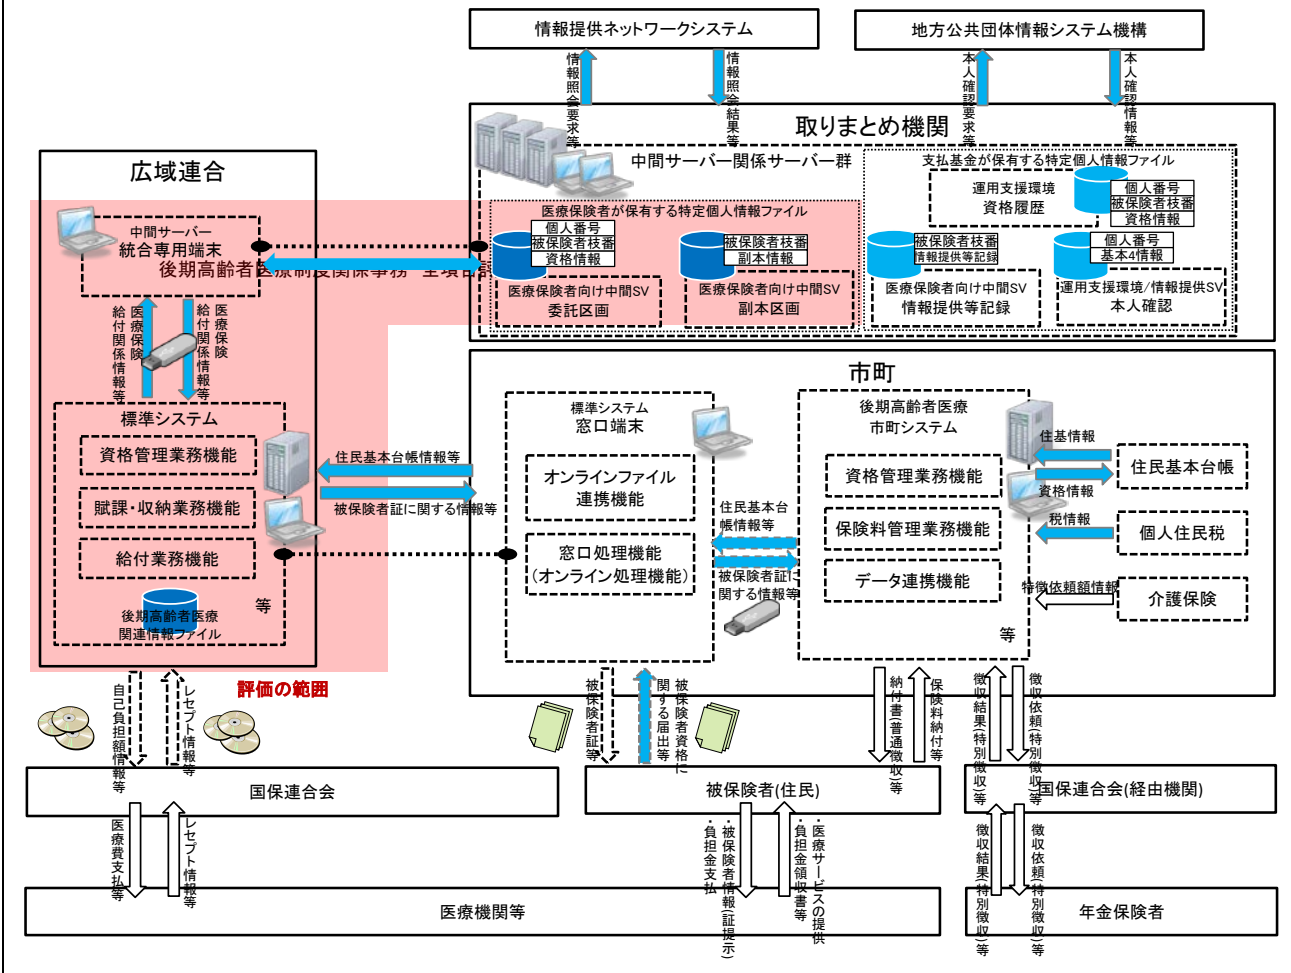 情報提供ネットワークシステム
地方公共団体情報システム機構
情報照会要求等
情報照会結果等
本人確認要求等
本人確認情報等
取りまとめ機関
中間サーバー関係サーバー群
支払基金が保有する特定個人情報ファイル
運用支援環境
資格履歴
個人番号
被保険者枝番
資格情報
医療保険者が保有する特定個人情報ファイル
個人番号
被保険者枝番
資格情報
医療保険者向け中間SV
委託区画
被保険者枝番
副本情報
医療保険者向け中間SV
副本区画
被保険者枝番
情報提供等記録
医療保険者向け中間SV
情報提供等記録
個人番号
基本4情報
運用支援環境/情報提供SV
本人確認
広域連合
中間サーバー
統合専用端末
後期高齢者医療制度関係事務
医療保険
給付関係情報等
医療保険
給付関係情報等
標準システム
資格管理業務機能
賦課・収納業務機能
給付業務機能
後期高齢者医療
関連情報ファイル
等
評価の範囲
住民基本台帳情報等
被保険者証に関する情報等
市町
標準システム
窓口端末
オンラインファイル
連携機能
窓口処理機能
(オンライン処理機能)
住民基本台
帳情報等
被保険者証に
関する情報等
後期高齢者医療
市町システム
資格管理業務機能
保険料管理業務機能
データ連携機能
等
住基情報
資格情報
税情報
特徴依頼額情報
住民基本台帳
個人住民税
介護保険
自己負担額情報等
レセプト情報等
被保険者証等
被保険者資格に
関する届出等
納付書(普通徴収)等
保険料納付等
徴収結果(特別徴収)等
徴収依頼(特別徴収)等
国保連合会
被保険者(住民)
国保連合会(経由機関)
医療費支払等
レセプト情報等
・被保険者情報(証提示)
・負担金支払
・医療サービスの提供
・負担金領収書等
徴収結果(特別徴収)等
徴収依頼(特別徴収)等
医療機関等
年金保険者